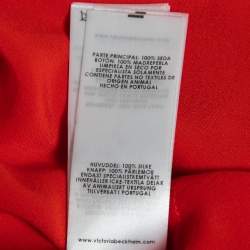 PARTE PRINCIPAL: 100% SEDA
BOTÓN: 100% MADREPERLA
LIMPIEZA EN SECO POR
ESPECIALISTA SOLAMENTE
CONTIENE PARTES NO TEXTILES DE
ORIGEN ANIMAL
HECHO EN PORTUGAL
HUVUDDEL: 100% SILKE
KNAPP: 100% PÄRLEMOR
ENDAST SPECIALISTKEMTVÄTT
INNEHÅLLER ICKE-TEXTILA DELAR
AV ANIMALISKT URSPRUNG
TILLVERKAT I PORTUGAL
www.victoriabeckham.com